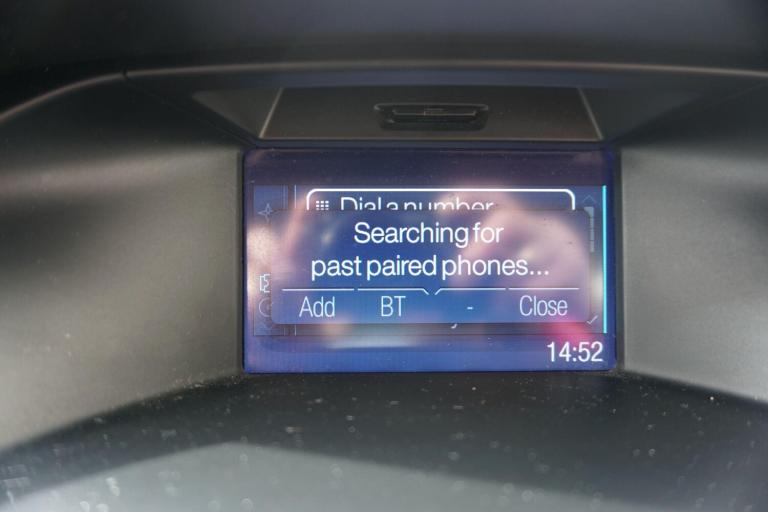 Dial a number
Searching for
past paired phones...
Add BT - Close
14:52